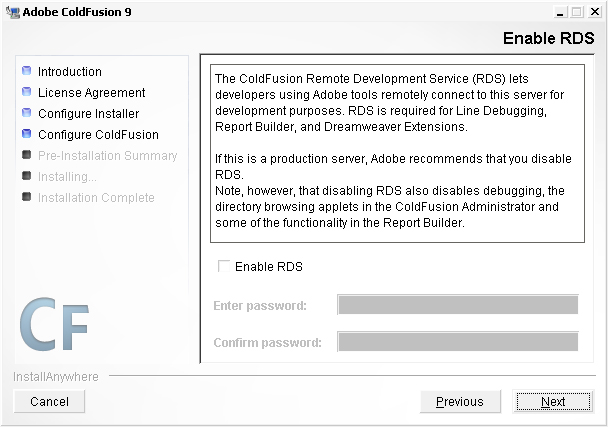 Adobe ColdFusion 9
Enable RDS
Introduction
License Agreement
Configure Installer
Configure ColdFusion
Pre-Installation Summary
Installing...
Installation Complete
The ColdFusion Remote Development Service (RDS) lets
developers using Adobe tools remotely connect to this server for
development purposes. RDS is required for Line Debugging,
Report Builder, and Dreamweaver Extensions.
If this is a production server, Adobe recommends that you disable
RDS.
Note, however, that disabling RDS also disables debugging, the
directory browsing applets in the ColdFusion Administrator and
some of the functionality in the Report Builder.
Enable RDS
Enter password:
Confirm password:
CF
InstallAnywhere
Cancel
Previous
Next